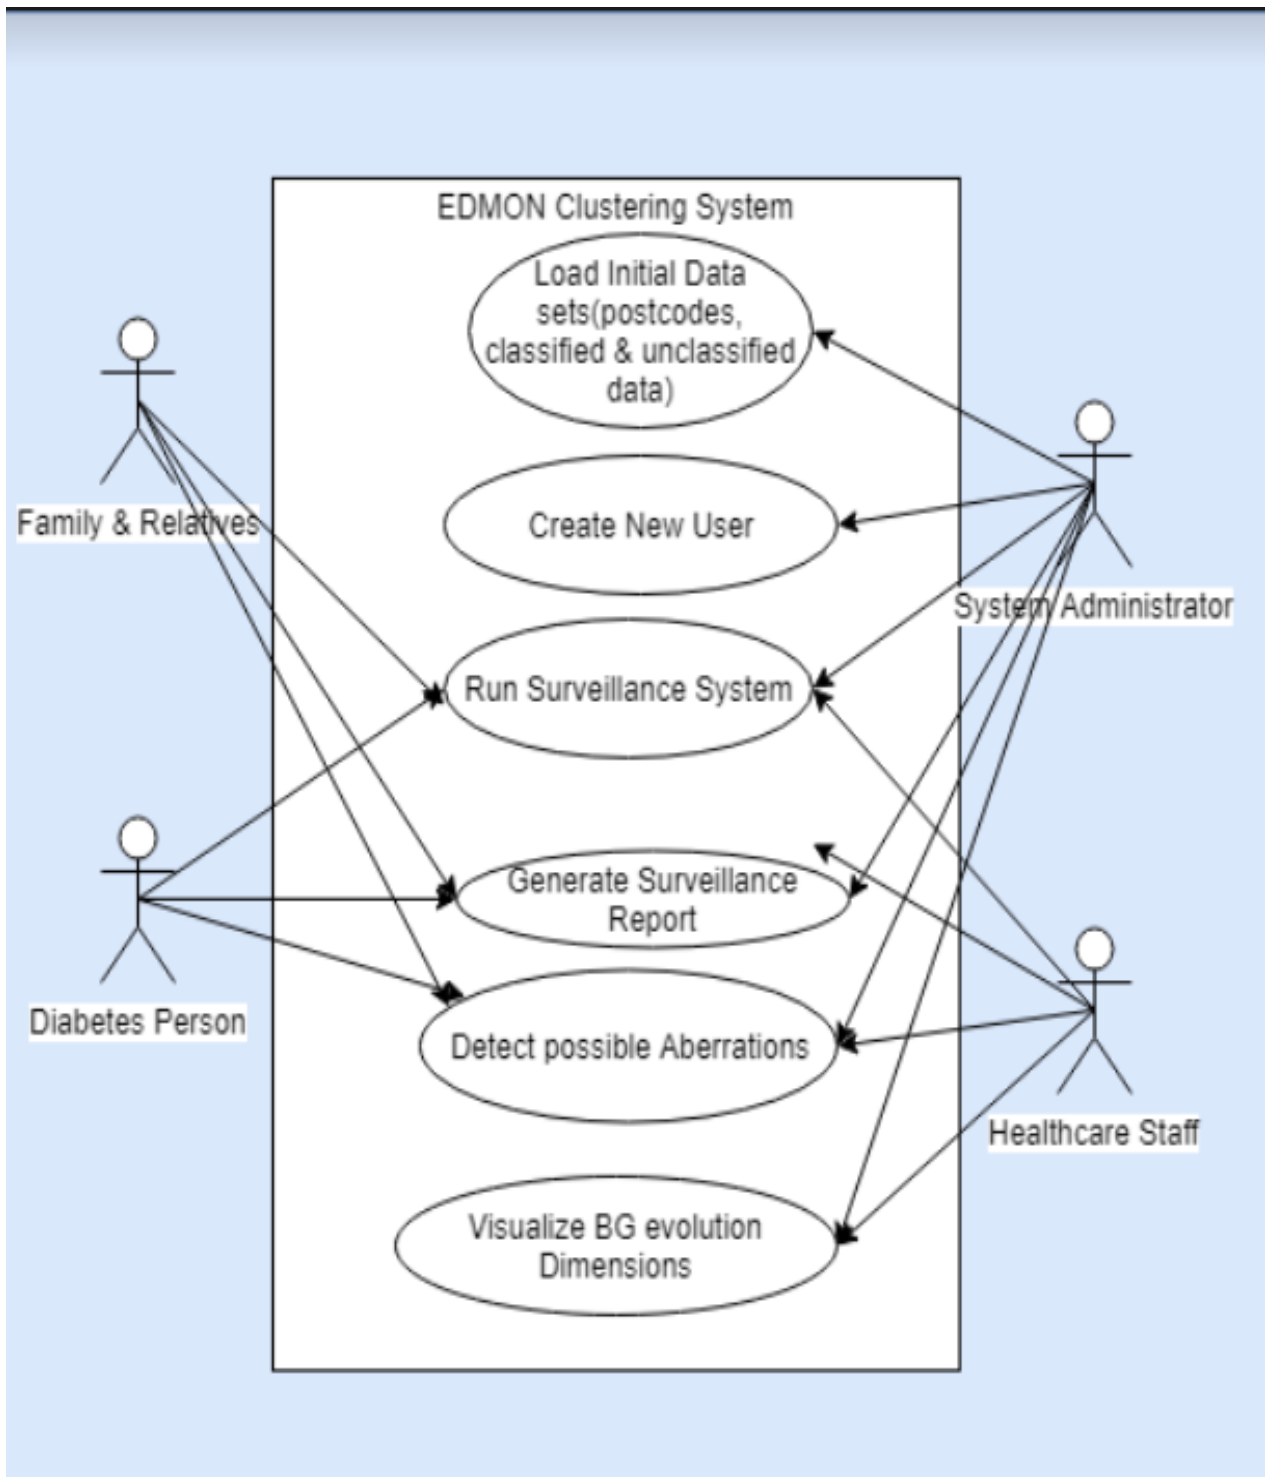 EDMON Clustering System
Load Initial Data
sets(postcodes,
classified & unclassified
data)
Family & Relatives
Create New User
System Administrator
Run Surveillance System
Generate Surveillance
Report
Diabetes Person
Detect possible Aberrations
Healthcare Staff
Visualize BG evolution
Dimensions